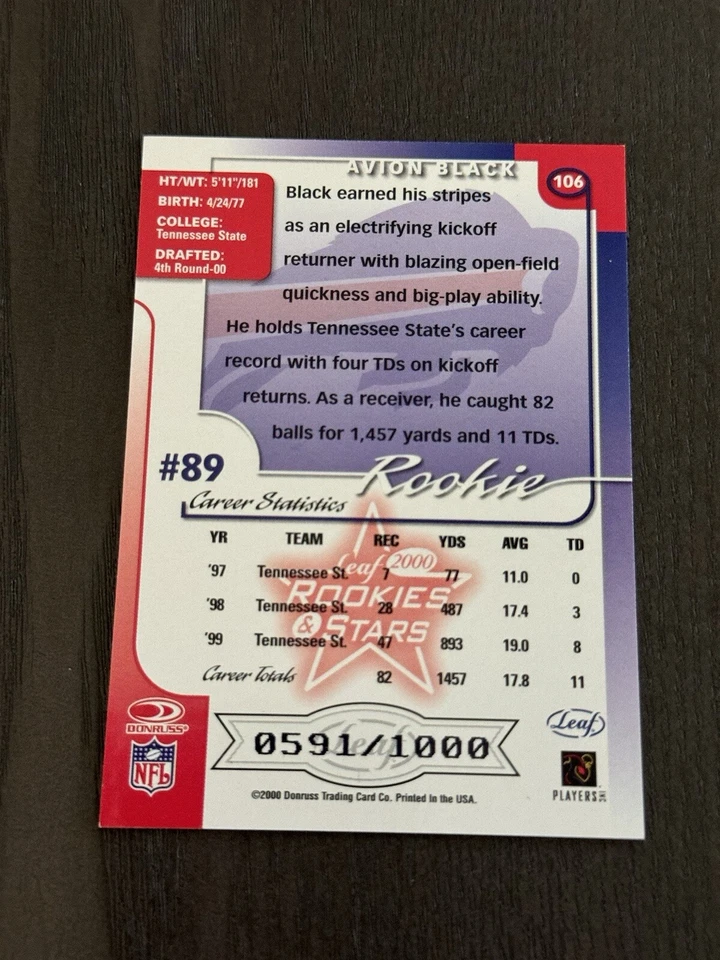 AVION BLACK
106
HT/WT: 5'11"/181
BIRTH: 4/24/77
COLLEGE:
Tennessee State
DRAFTED:
4th Round-00
Black earned his stripes
as an electrifying kickoff
returner with blazing open-field
quickness and big-play ability.
He holds Tennessee State's career
record with four TDs on kickoff
returns. As a receiver, he caught 82
balls for 1,457 yards and 11 TDs.
#89
Rookie
Career Statistics
YR TEAM REC YDS AVG TD
'97 Tennessee St. 7 77 11.0 0
'98 Tennessee St. 28 487 17.4 3
'99 Tennessee St. 47 893 19.0 8
Career Totals 82 1457 17.8 11
Leaf 2000
ROOKIES
& STARS
DONRUSS®
NFL
Leaf
0591/1000
Leaf
PLAYERS INC
©2000 Donruss Trading Card Co. Printed In the USA.